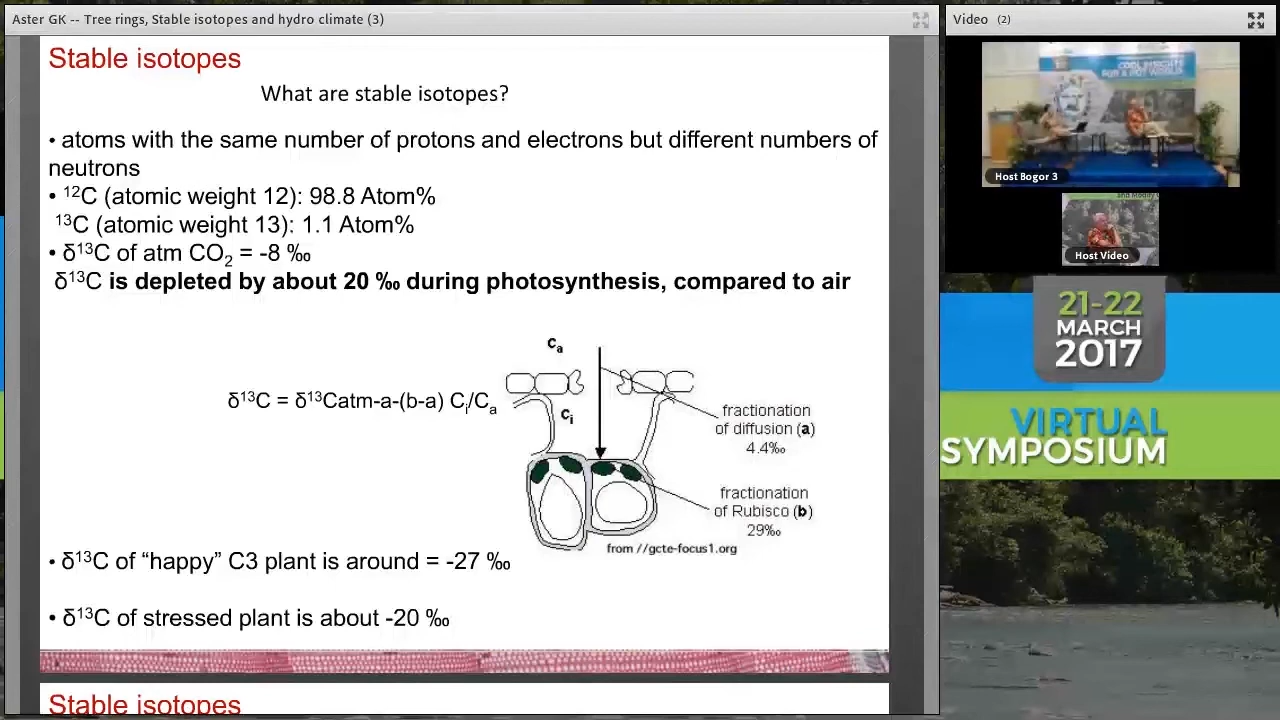 Aster GK -- Tree rings, Stable isotopes and hydro climate (3)
Stable isotopes
What are stable isotopes?
• atoms with the same number of protons and electrons but different numbers of
neutrons
• ¹²C (atomic weight 12): 98.8 Atom%
¹³C (atomic weight 13): 1.1 Atom%
• δ¹³C of atm CO₂ = -8 ‰
δ¹³C is depleted by about 20 ‰ during photosynthesis, compared to air
δ¹³C = δ¹³Catm-a-(b-a) Cᵢ/Cₐ
cₐ
cᵢ
fractionation
of diffusion (a)
4.4‰
fractionation
of Rubisco (b)
29‰
from //gcte-focus1.org
• δ¹³C of “happy” C3 plant is around = -27 ‰
• δ¹³C of stressed plant is about -20 ‰
Stable isotopes
Video (2)
COOL INSIGHTS
FOR A HOT WORLD
Host Bogor 3
Host Video
21-22
MARCH
2017
VIRTUAL
SYMPOSIUM